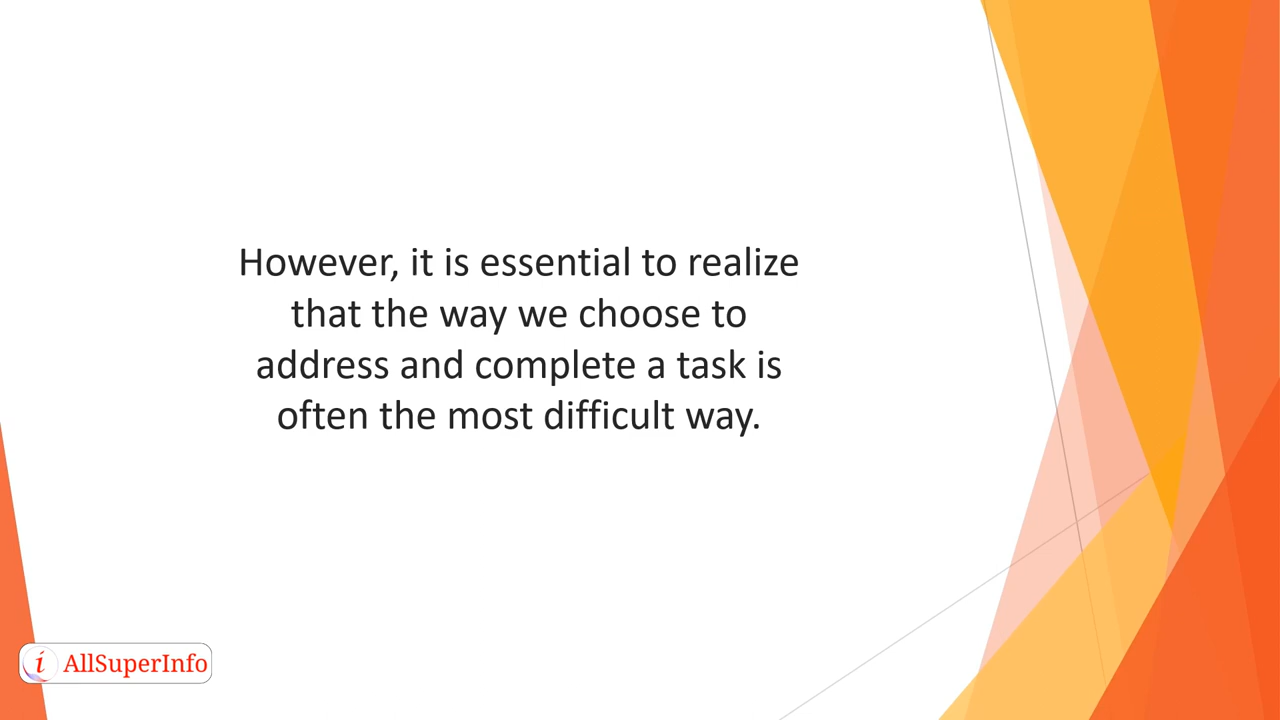 However, it is essential to realize
that the way we choose to
address and complete a task is
often the most difficult way.
i AllSuperInfo